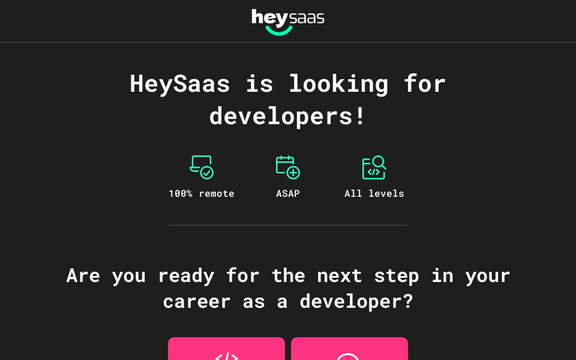 heysaas
HeySaas is looking for
developers!
100% remote
ASAP
All levels
Are you ready for the next step in your
career as a developer?